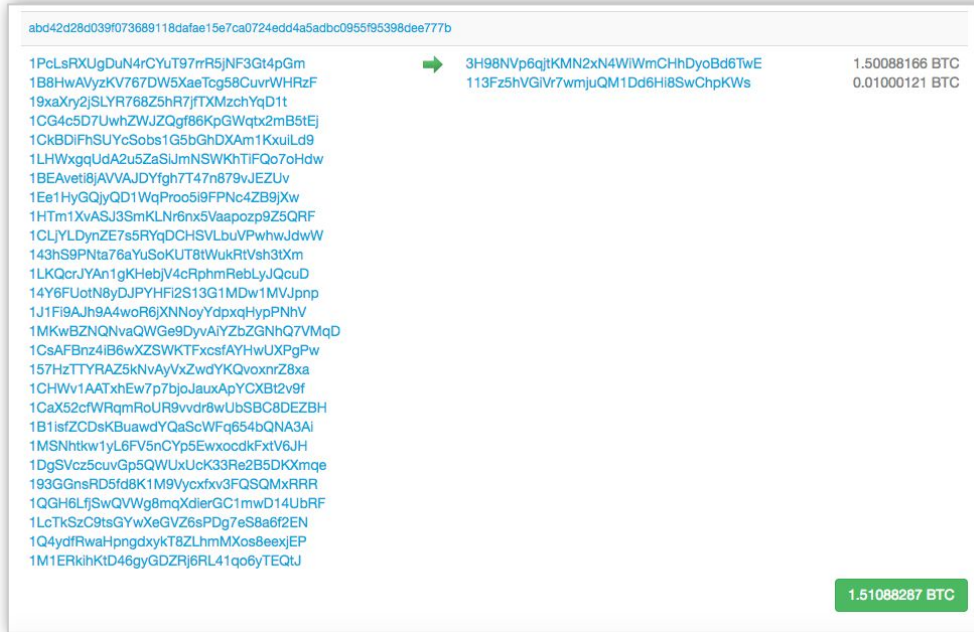 abd42d28d039f073689118dafae15e7ca0724edd4a5adbc0955f95398dee777b
1PcLsRXUgDuN4rCYuT97rrR5jNF3Gt4pGm
1B8HwAVyzKV767DW5XaeTcg58CuvrWHRzF
19xaXry2jSLYR768Z5hR7jfTXMzchYqD1t
1CG4c5D7UwhZWJZQgf86KpGWqtx2mB5tEj
1CkBDiFhSUYcSobs1G5bGhDXAm1KxuiLd9
1LHWxgqUdA2u5ZaSiJmNSWKhTiFQo7oHdw
1BEAveti8jAVVAJDYfgh7T47n879vJEZUv
1Ee1HyGQjyQD1WqProo5i9FPNc4ZB9jXw
1HTm1XvASJ3SmKLNr6nx5Vaapozp9Z5QRF
1CLjYLDynZE7s5RYqDCHSVLbuVPwhwJdwW
143hS9PNta76aYuSoKUT8tWukRtVsh3tXm
1LKQcrJYAn1gKHebjV4cRphmRebLyJQcuD
14Y6FUotN8yDJPYHFi2S13G1MDw1MVJpnp
1J1Fi9AJh9A4woR6jXNNoyYdpxqHypPNhV
1MKwBZNQNvaQWGe9DyvAiYZbZGNhQ7VMqD
1CsAFBnz4iB6wXZSWKTFxcsfAYHwUXPgPw
157HzTTYRAZ5kNvAyVxZwdYKQvoxnrZ8xa
1CHWv1AATxhEw7p7bjoJauxApYCXBt2v9f
1CaX52cfWRqmRoUR9vvdr8wUbSBC8DEZBH
1B1isfZCDsKBuawdYQaScWFq654bQNA3Ai
1MSNhtkw1yL6FV5nCYp5EwxocdkFxtV6JH
1DgSVcz5cuvGp5QWUxUcK33Re2B5DKXmqe
193GGnsRD5fd8K1M9Vycxfxv3FQSQMxRRR
1QGH6LfjSwQVWg8mqXdierGC1mwD14UbRF
1LcTkSzC9tsGYwXeGVZ6sPDg7eS8a6f2EN
1Q4ydfRwaHpngdxykT8ZLhmMXos8eexjEP
1M1ERkihKtD46gyGDZRj6RL41qo6yTEQtJ
3H98NVp6qjtKMN2xN4WiWmCHhDyoBd6TwE 1.50088166 BTC
113Fz5hVGiVr7wmjuQM1Dd6Hi8SwChpKWs 0.01000121 BTC
1.51088287 BTC